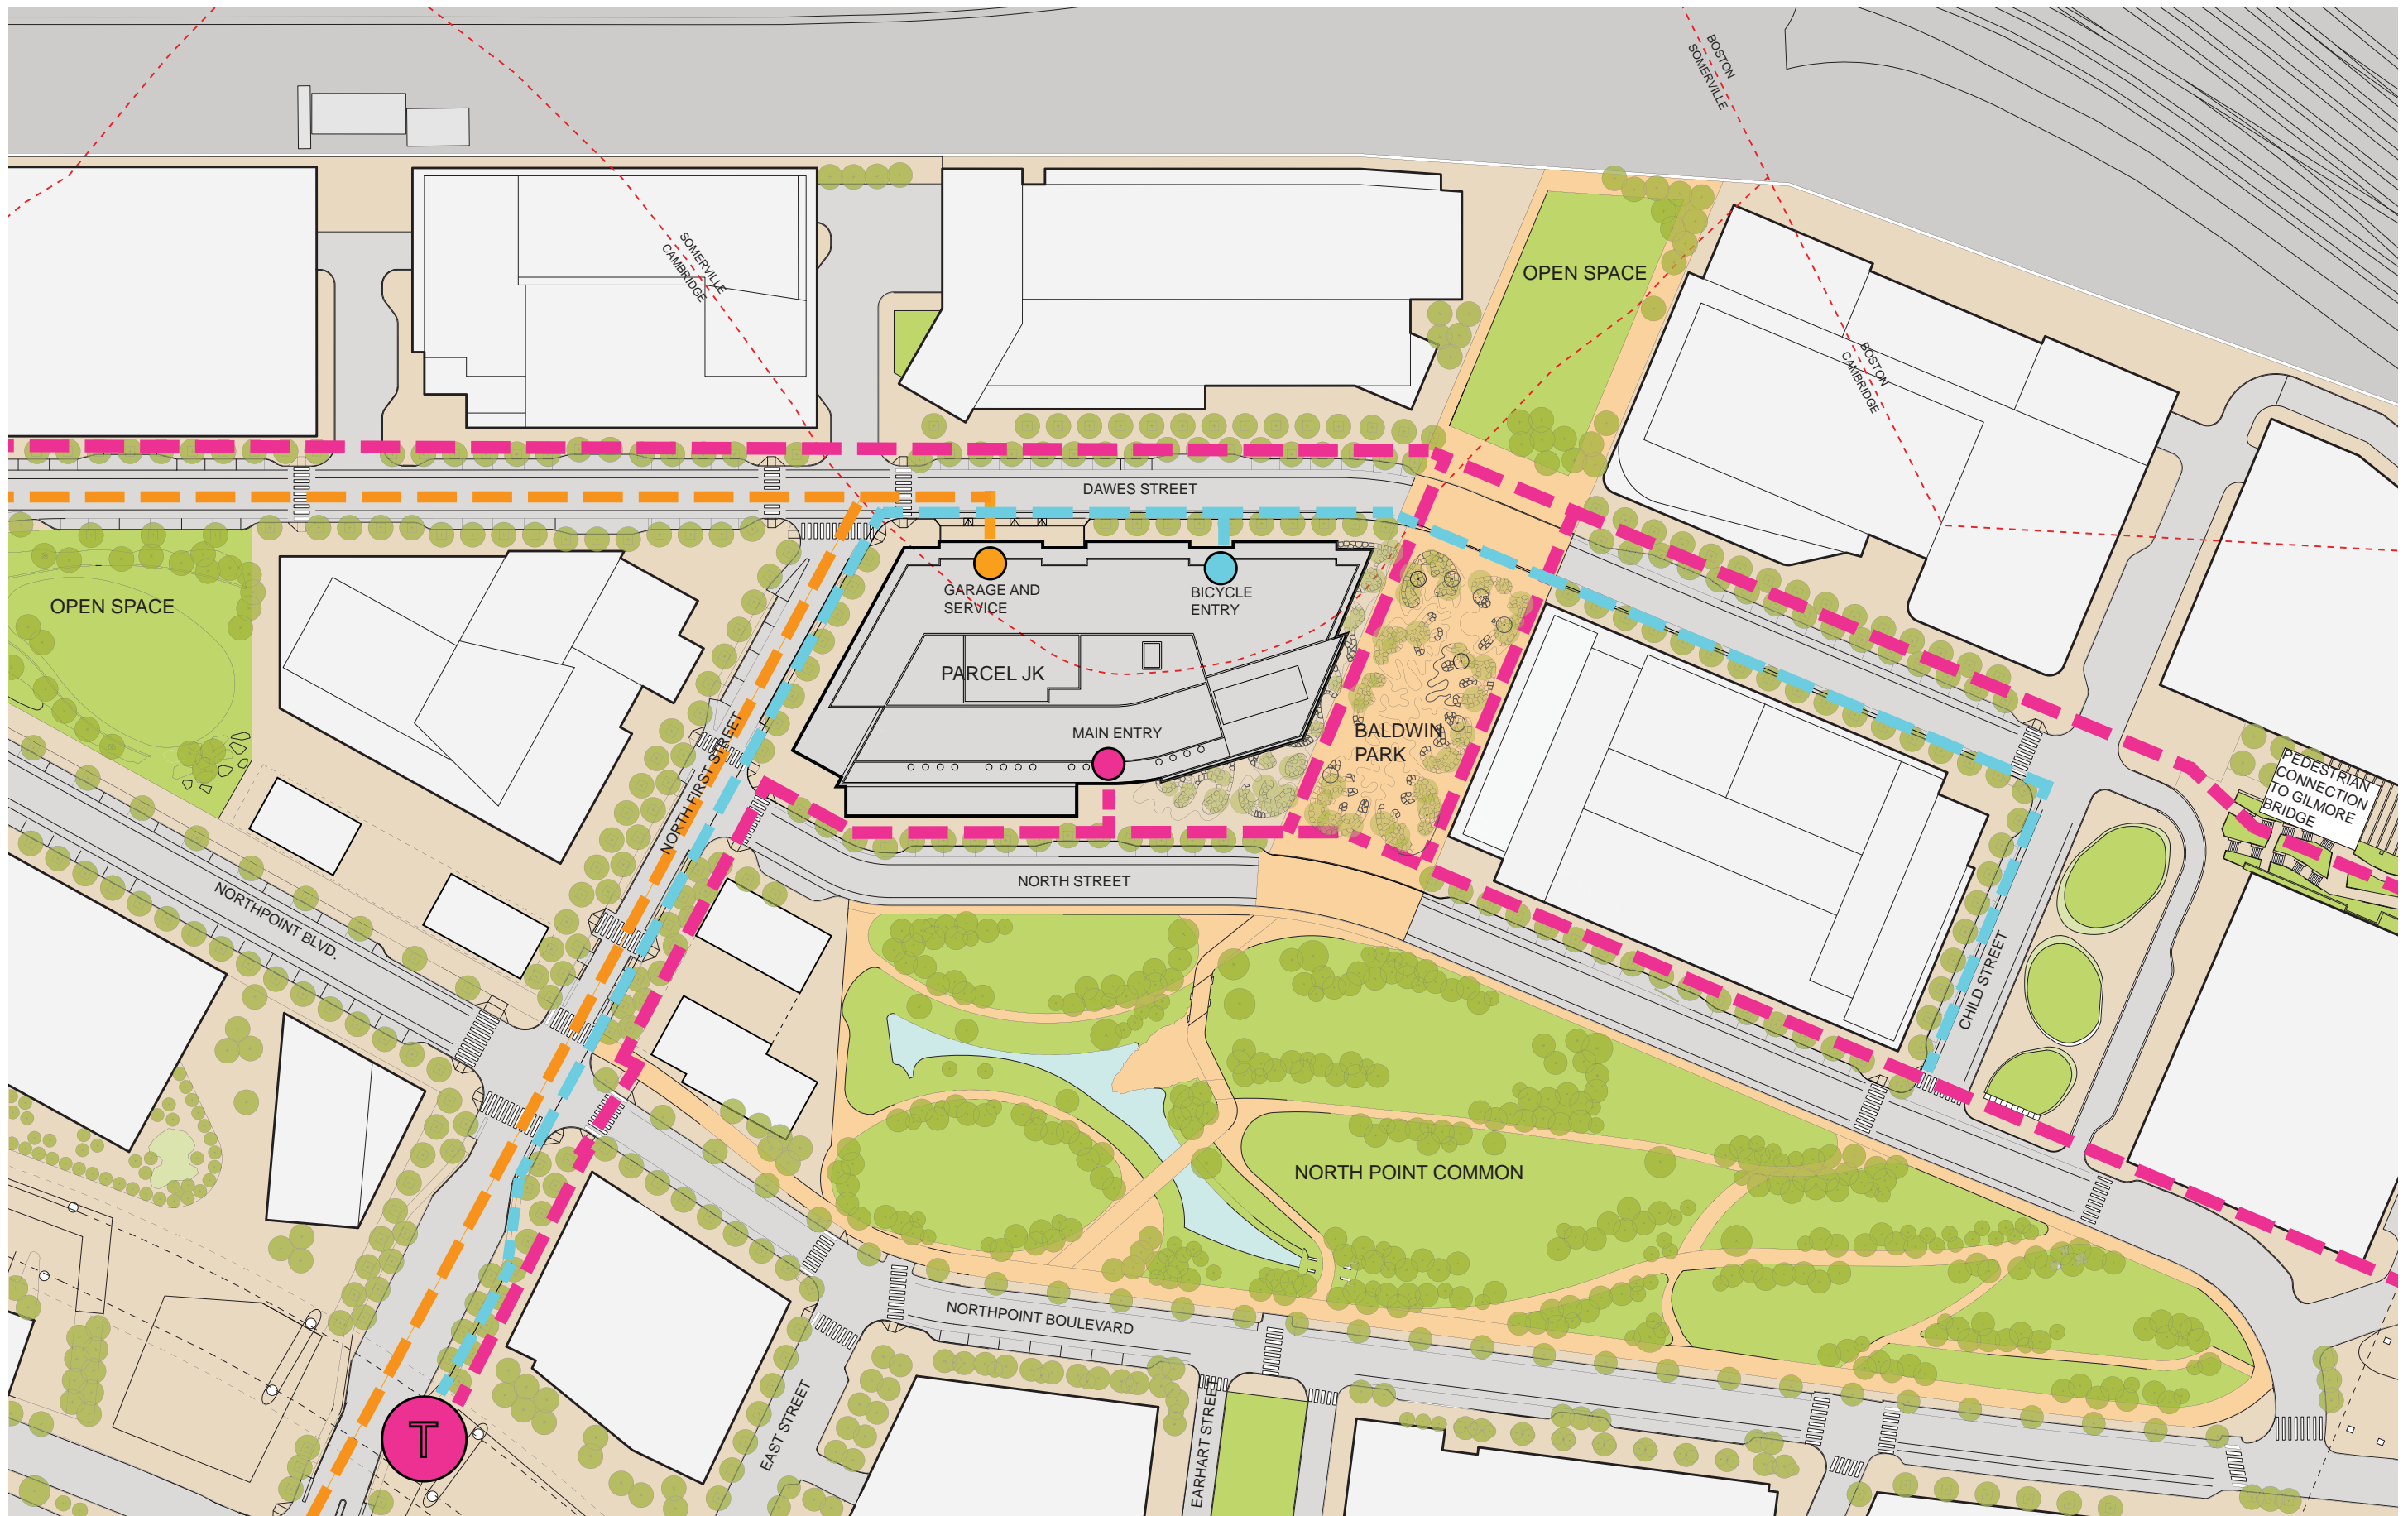 BOSTON
SOMERVILLE
SOMERVILLE
CAMBRIDGE
OPEN SPACE
BOSTON
CAMBRIDGE
DAWES STREET
OPEN SPACE
GARAGE AND
SERVICE
BICYCLE
ENTRY
PARCEL JK
MAIN ENTRY
BALDWIN
PARK
NORTH FIRST STREET
PEDESTRIAN
CONNECTION
TO GILMORE
BRIDGE
NORTH STREET
NORTHPOINT BLVD.
CHILD STREET
NORTH POINT COMMON
NORTHPOINT BOULEVARD
EAST STREET
EARHART STREET
T